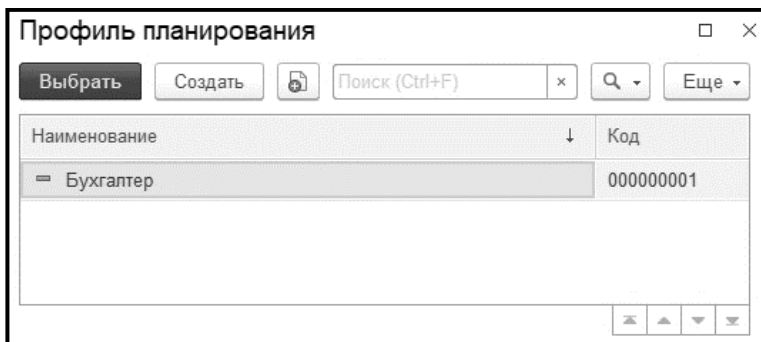 Профиль планирования
Выбрать Создать Поиск (Ctrl+F) × Еще
Наименование ↓ Код
Бухгалтер 000000001